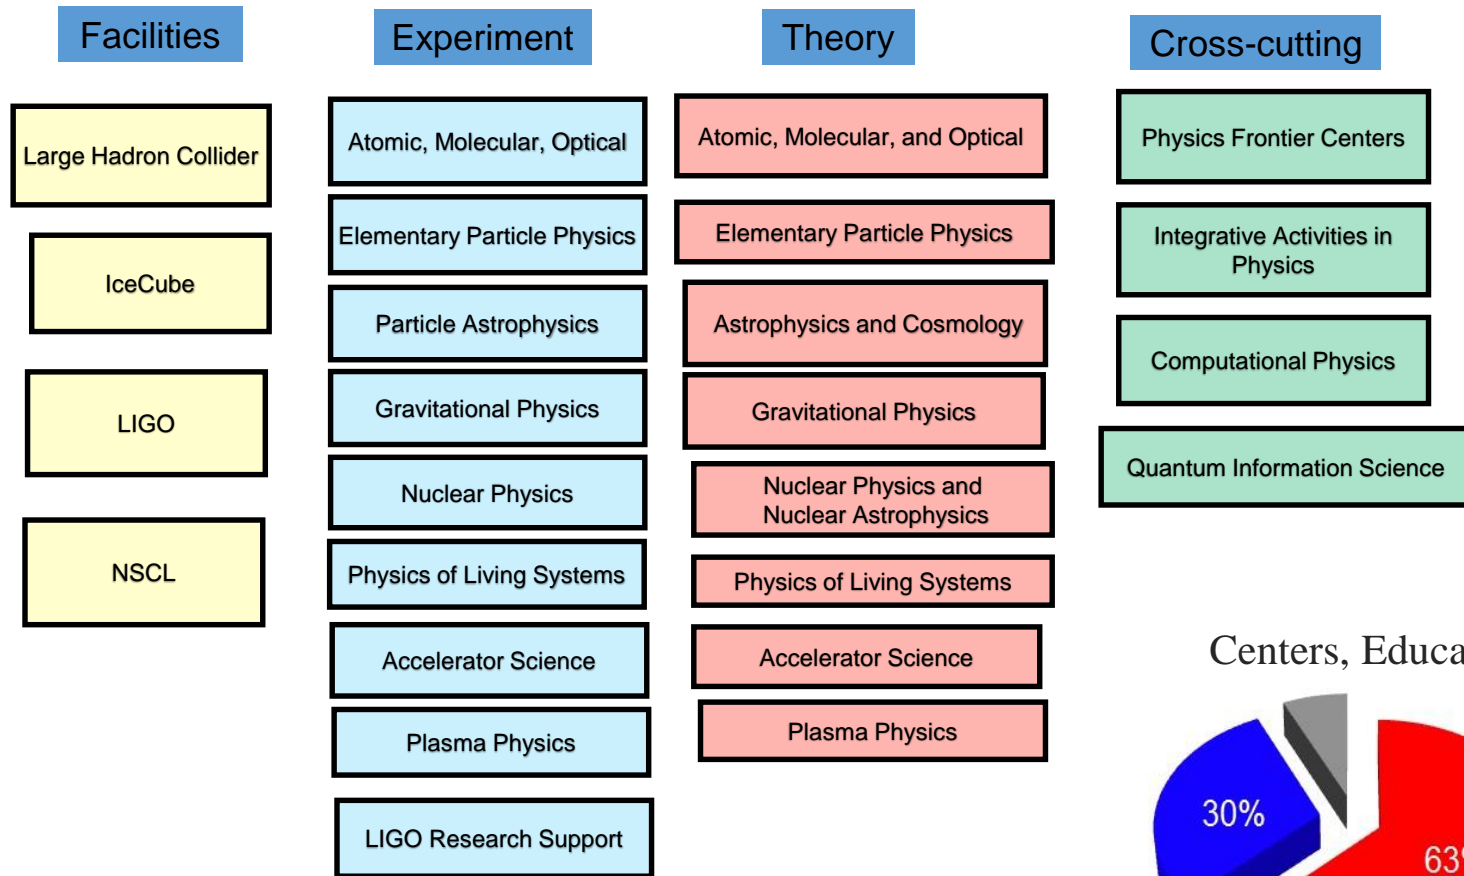 Facilities
Experiment
Theory
Cross-cutting
Large Hadron Collider
IceCube
LIGO
NSCL
Atomic, Molecular, Optical
Elementary Particle Physics
Particle Astrophysics
Gravitational Physics
Nuclear Physics
Physics of Living Systems
Accelerator Science
Plasma Physics
LIGO Research Support
Atomic, Molecular, and Optical
Elementary Particle Physics
Astrophysics and Cosmology
Gravitational Physics
Nuclear Physics and
Nuclear Astrophysics
Physics of Living Systems
Accelerator Science
Plasma Physics
Physics Frontier Centers
Integrative Activities in
Physics
Computational Physics
Quantum Information Science
Centers,
30%